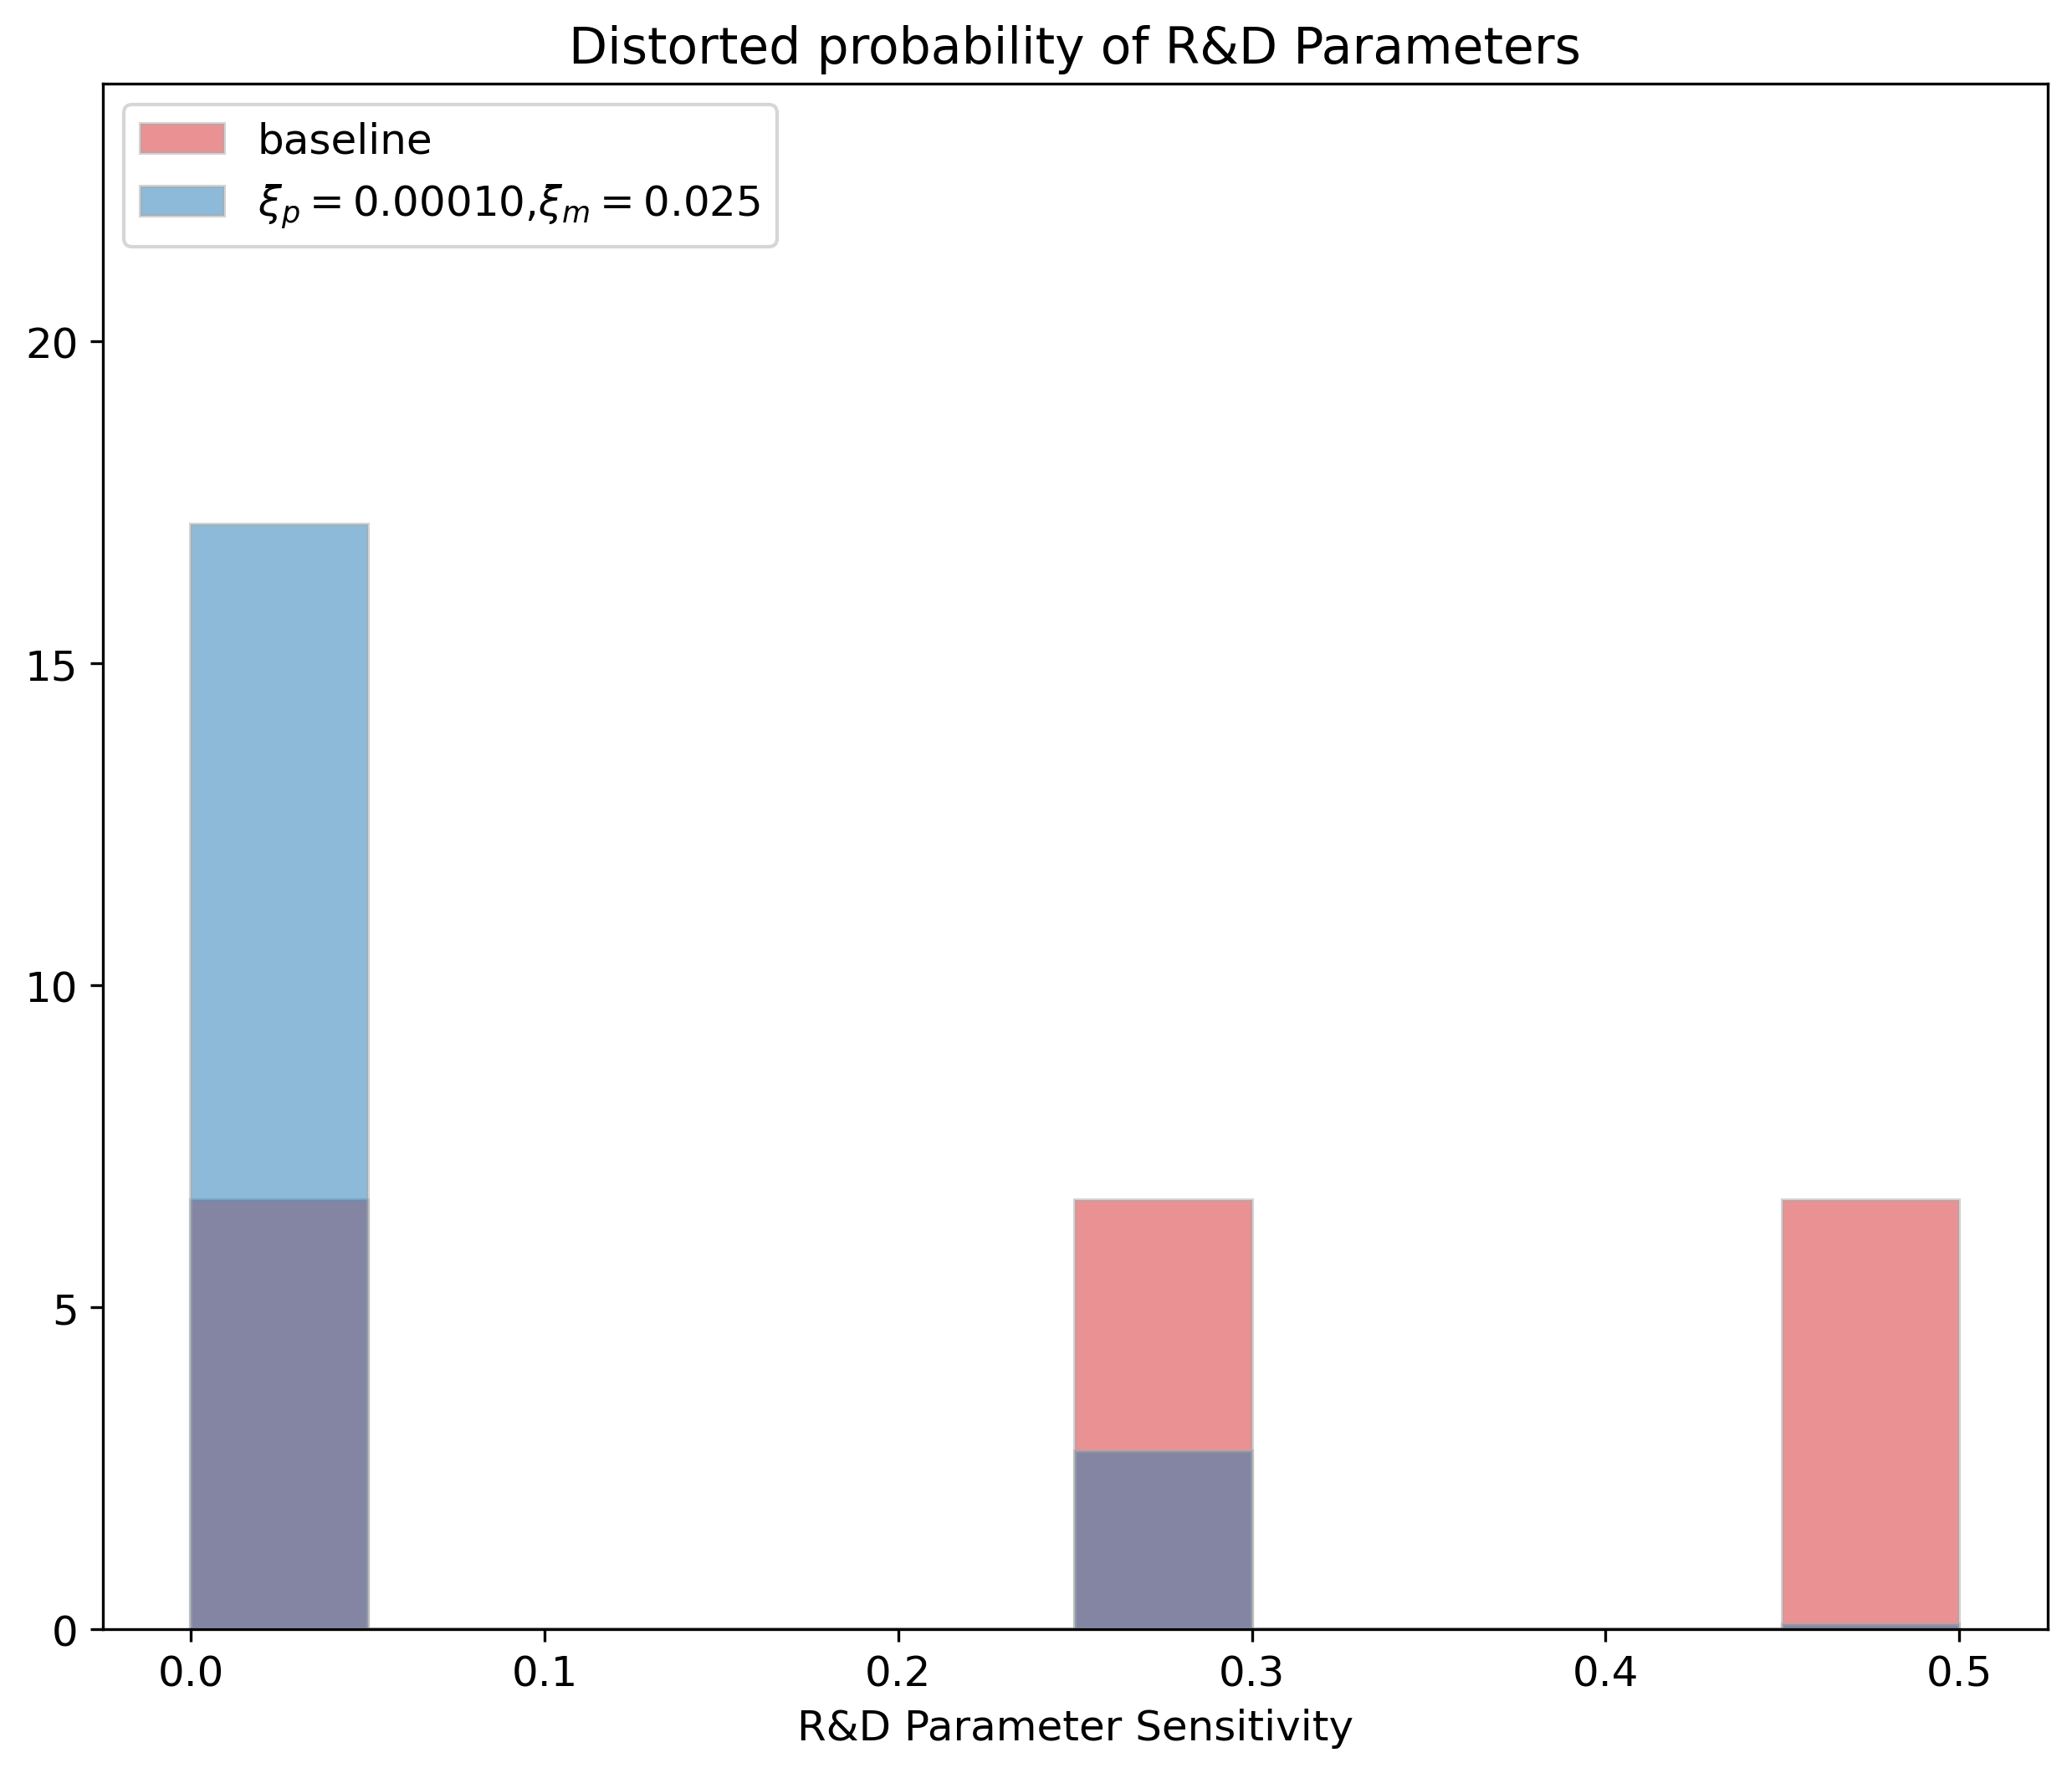 Distorted probability of R&D Parameters
baseline
ξ_p = 0.00010,ξ_m = 0.025
20
15
10
5
0
0.0 0.1 0.2 0.3 0.4 0.5
R&D Parameter Sensitivity